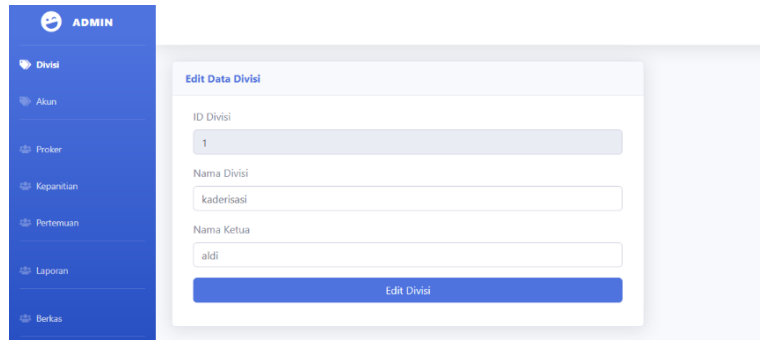 ADMIN
Divisi
Akun
Proker
Kepanitian
Pertemuan
Laporan
Berkas
Edit Data Divisi
ID Divisi
1
Nama Divisi
kaderisasi
Nama Ketua
aldi
Edit Divisi